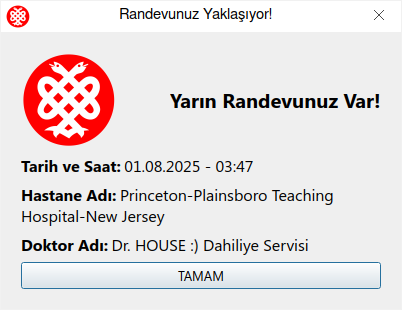 Randevunuz Yaklaşıyor!
Yarın Randevunuz Var!
Tarih ve Saat: 01.08.2025 - 03:47
Hastane Adı: Princeton-Plainsboro Teaching
Hospital-New Jersey
Doktor Adı: Dr. HOUSE :) Dahiliye Servisi
TAMAM